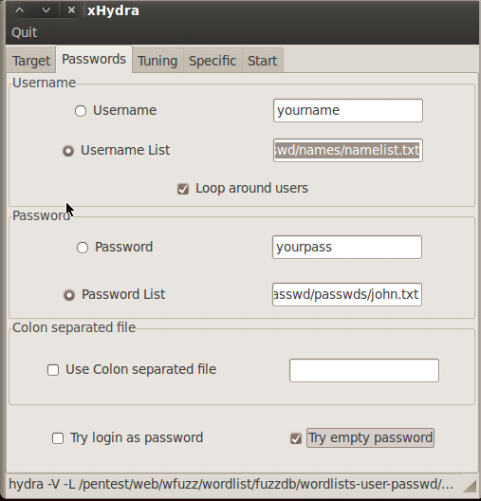 xHydra
Quit
Target Passwords Tuning Specific Start
Username
Username yourname
Username List swd/names/namelist.txt
Loop around users
Password
Password yourpass
Password List asswd/passwds/john.txt
Colon separated file
Use Colon separated file
Try login as password Try empty password
hydra -V -L /pentest/web/wfuzz/wordlist/fuzzdb/wordlists-user-passwd/...